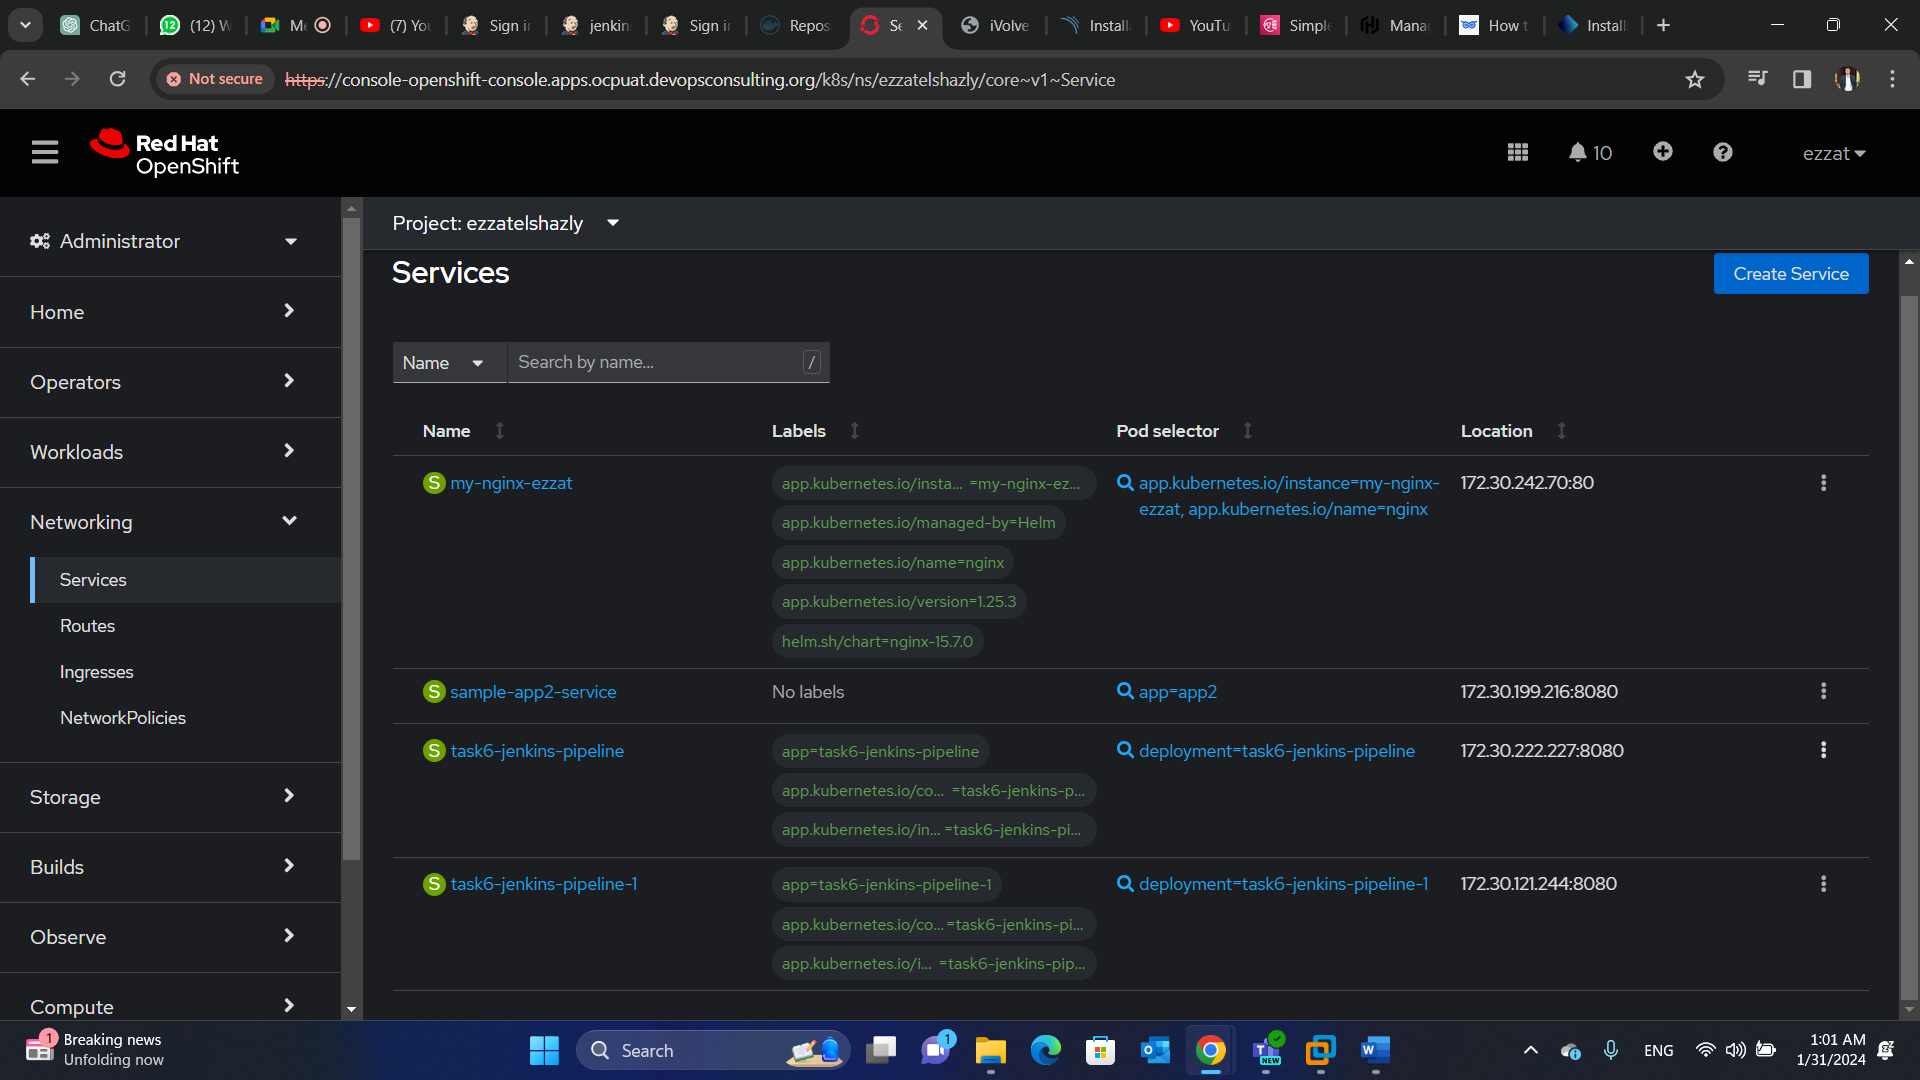 ChatG
(12) W
Me
(7) You
Sign in
jenkin
Sign in
Repos
Se
iVolve
Install
YouTu
Simple
Mana
How t
Install
Not secure
https://console-openshift-console.apps.ocpuat.devopsconsulting.org/k8s/ns/ezzatelshazly/core~v1~Service
Red Hat
OpenShift
10
ezzat
Administrator
Home
Operators
Workloads
Networking
Services
Routes
Ingresses
NetworkPolicies
Storage
Builds
Observe
Compute
Project: ezzatelshazly
Services
Create Service
Name
Search by name...
/
Name
Labels
Pod selector
Location
S my-nginx-ezzat
app.kubernetes.io/insta... =my-nginx-ez...
app.kubernetes.io/managed-by=Helm
app.kubernetes.io/name=nginx
app.kubernetes.io/version=1.25.3
helm.sh/chart=nginx-15.7.0
app.kubernetes.io/instance=my-nginx-
ezzat, app.kubernetes.io/name=nginx
172.30.242.70:80
S sample-app2-service
No labels
app=app2
172.30.199.216:8080
S task6-jenkins-pipeline
app=task6-jenkins-pipeline
app.kubernetes.io/co... =task6-jenkins-p...
app.kubernetes.io/in... =task6-jenkins-pi...
deployment=task6-jenkins-pipeline
172.30.222.227:8080
S task6-jenkins-pipeline-1
app=task6-jenkins-pipeline-1
app.kubernetes.io/co... =task6-jenkins-pi...
app.kubernetes.io/i... =task6-jenkins-pip...
deployment=task6-jenkins-pipeline-1
172.30.121.244:8080
1
Breaking news
Unfolding now
Search
1
NEW
ENG
1:01 AM
1/31/2024